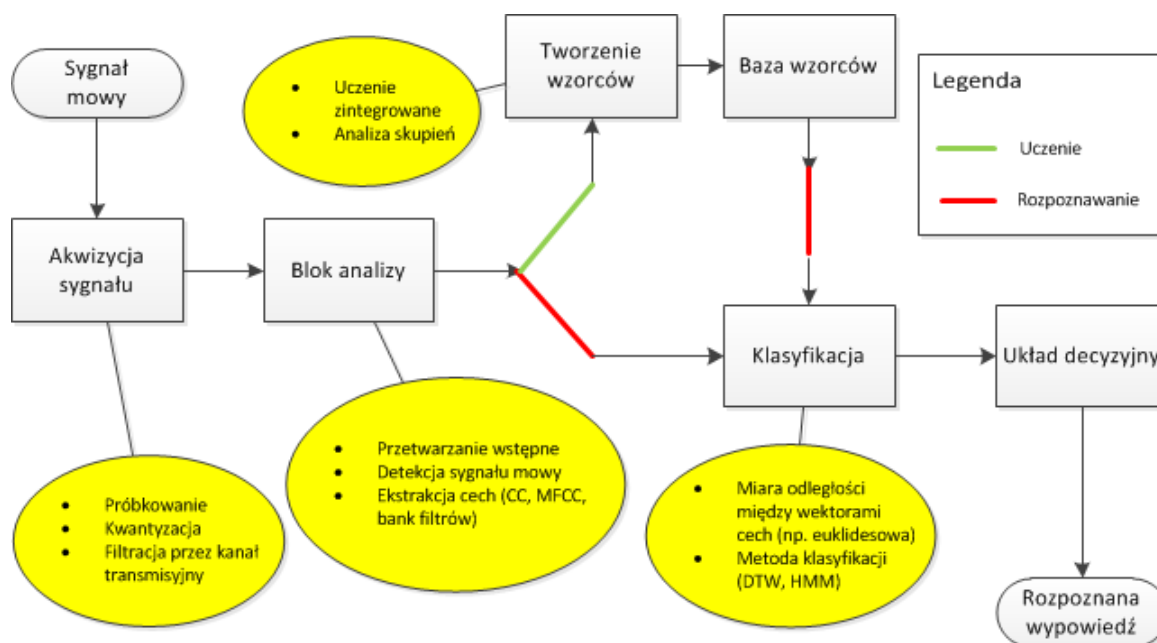 Sygnał
mowy
Uczenie
zintegrowane
Analiza skupień
Tworzenie
wzorców
Baza wzorców
Legenda
Uczenie
Rozpoznawanie
Akwizycja
sygnału
Blok analizy
Klasyfikacja
Układ decyzyjny
Próbkowanie
Kwantyzacja
Filtracja przez kanał
transmisyjny
Przetwarzanie wstępne
Detekcja sygnału mowy
Ekstrakcja cech (CC, MFCC,
bank filtrów)
Miara odległości
między wektorami
cech (np. euklidesowa)
Metoda klasyfikacji
(DTW, HMM)
Rozpoznana
wypowiedź